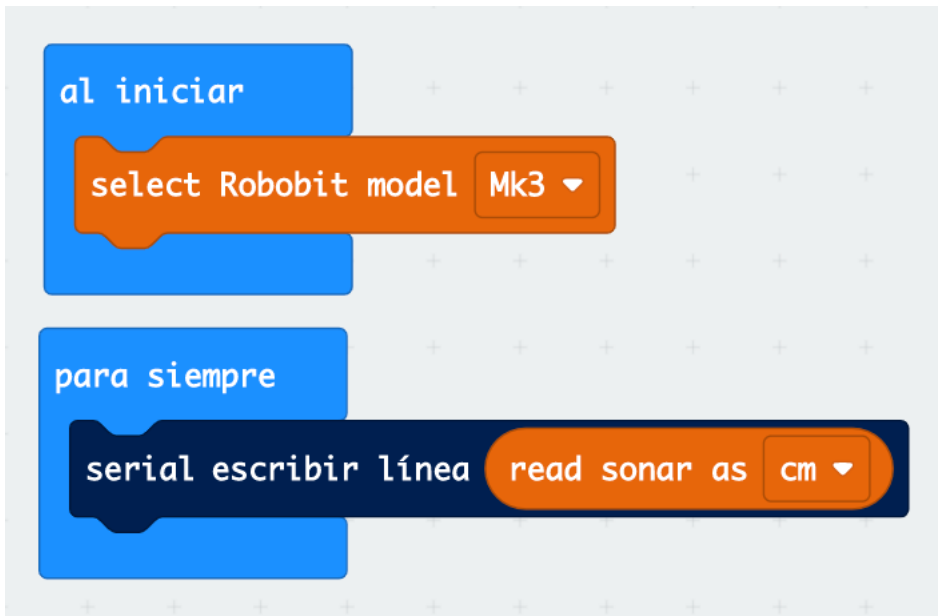 al iniciar
select Robobit model Mk3
para siempre
serial escribir línea read sonar as cm